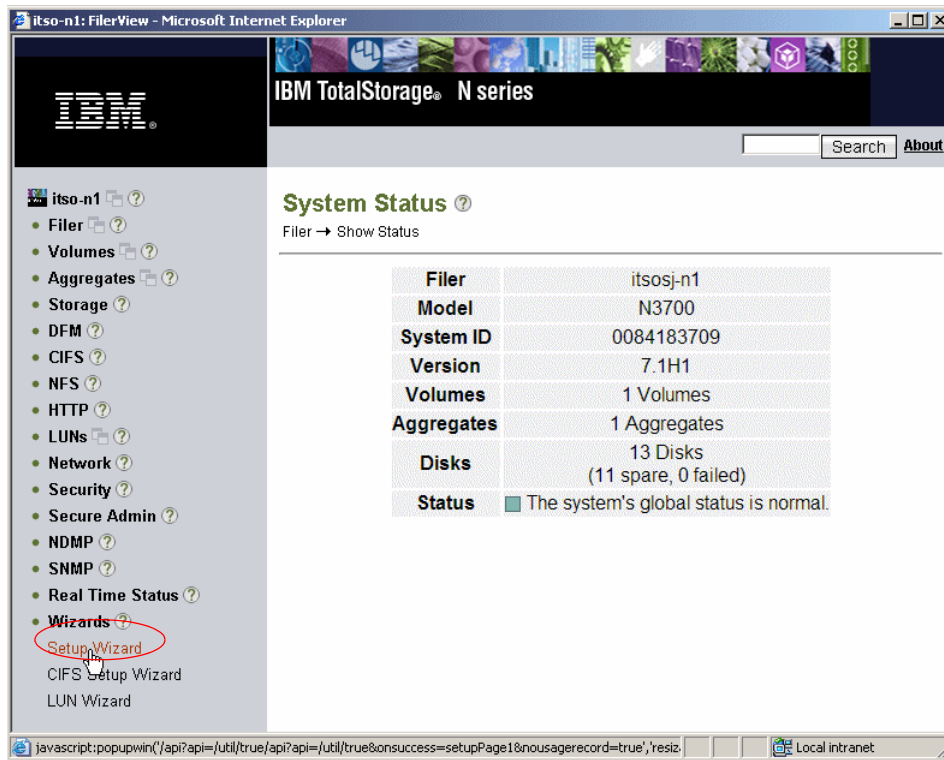 itso-n1: FilerView - Microsoft Internet Explorer
IBM®
IBM TotalStorage® N series
Search About
itso-n1
Filer
Volumes
Aggregates
Storage
DFM
CIFS
NFS
HTTP
LUNs
Network
Security
Secure Admin
NDMP
SNMP
Real Time Status
Wizards
Setup Wizard
CIFS Setup Wizard
LUN Wizard
System Status
Filer → Show Status
Filer itsosj-n1
Model N3700
System ID 0084183709
Version 7.1H1
Volumes 1 Volumes
Aggregates 1 Aggregates
Disks 13 Disks
(11 spare, 0 failed)
Status The system's global status is normal.
javascript:popupwin('/api?api=/util/true/api?api=/util/true&onsuccess=setupPage1&nousagerecord=true','resiz Local intranet